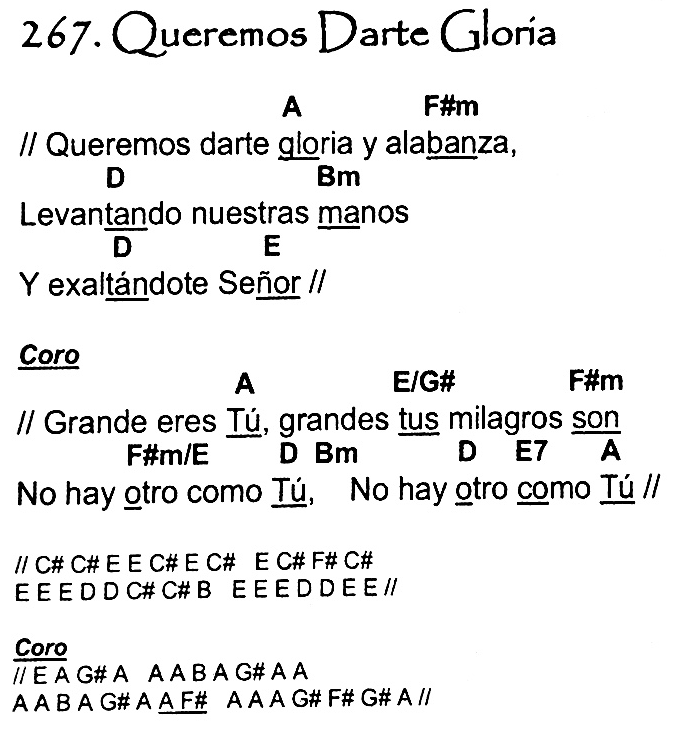 267. Queremos Darte Gloria
A F#m
// Queremos darte gloria y alabanza,
D Bm
Levantando nuestras manos
D E
Y exaltándote Señor //
Coro
A E/G# F#m
// Grande eres Tú, grandes tus milagros son
F#m/E D Bm D E7 A
No hay otro como Tú, No hay otro como Tú //
// C# C# E E C# E C# E C# F# C#
E E E D D C# C# B E E E D D E E //
Coro
// E A G# A A A B A G# A A
A A B A G# A A F# A A A G# F# G# A //